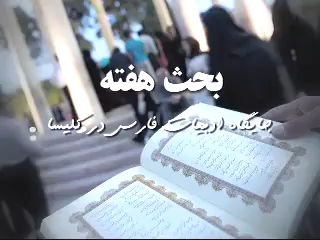 بحث هفته
جایگاه ادبیات فارسی در کلیسا